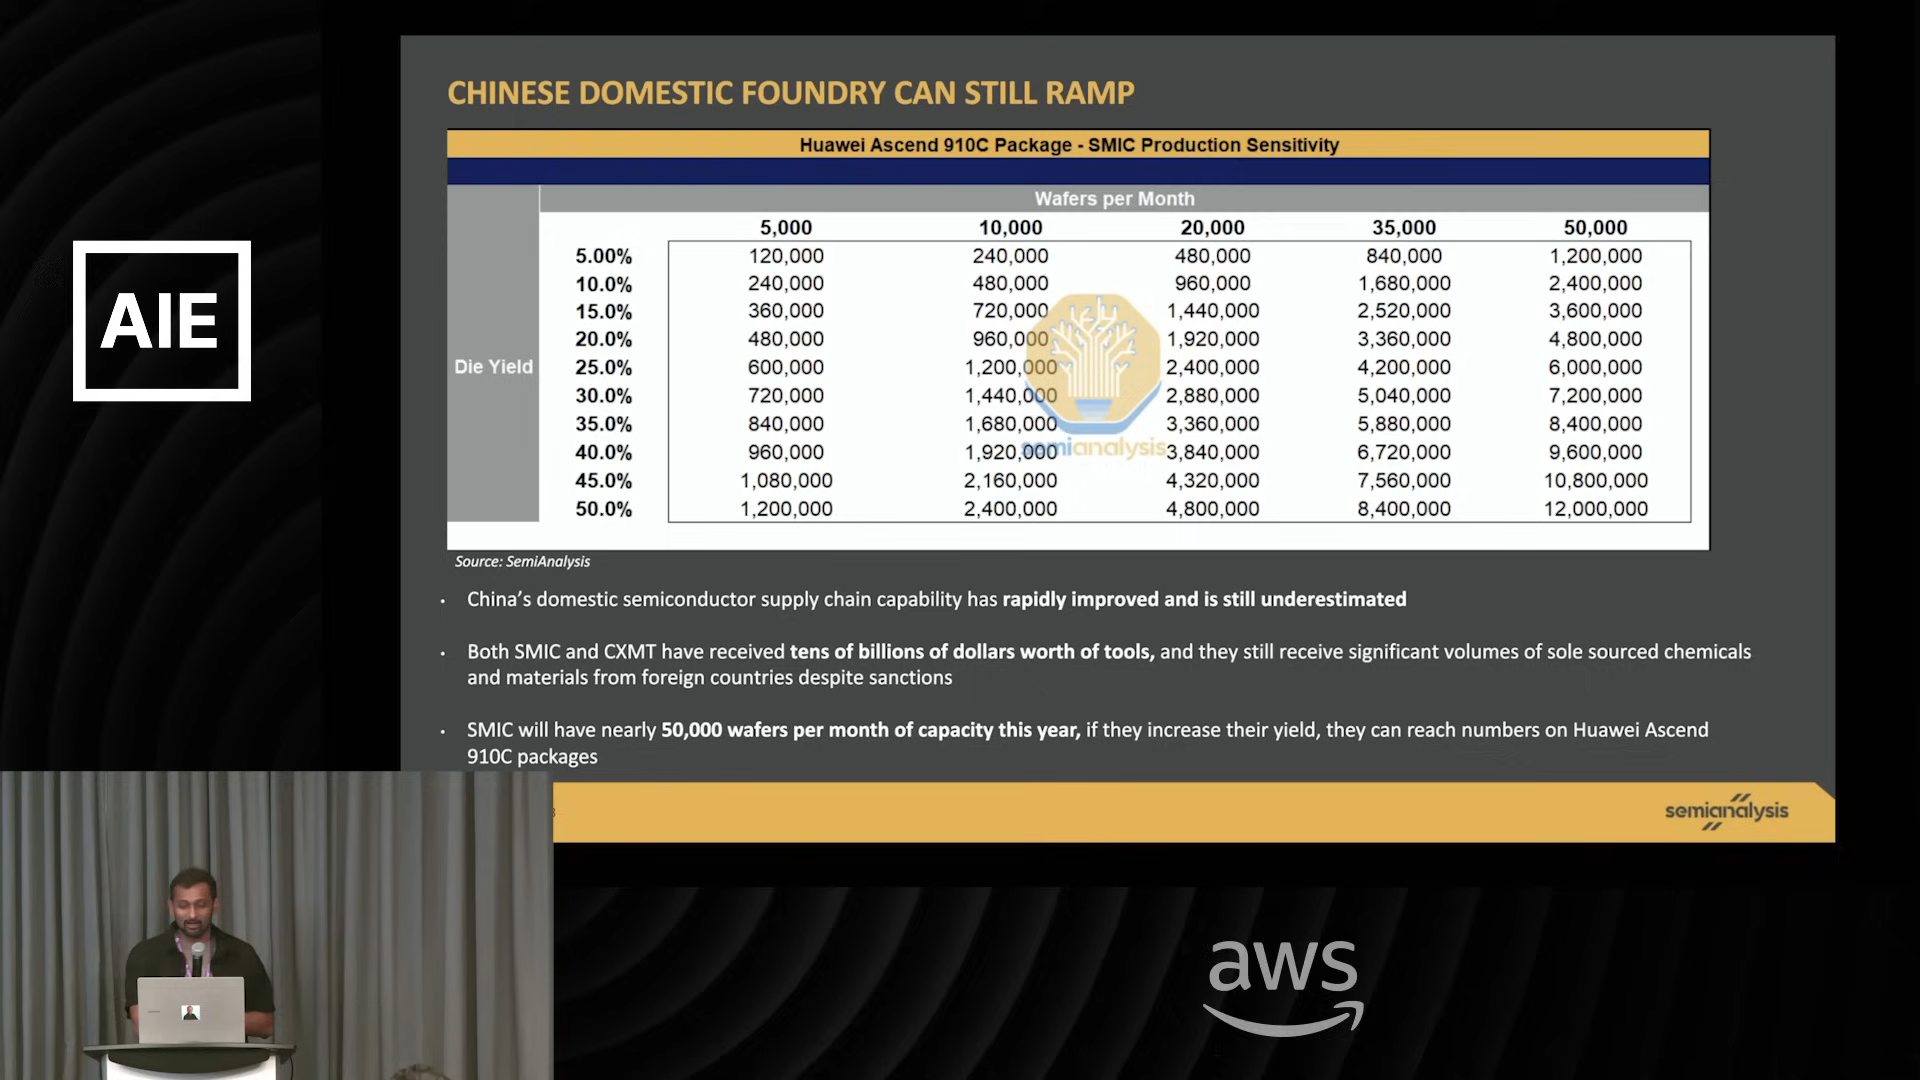 CHINESE DOMESTIC FOUNDRY CAN STILL RAMP
Huawei Ascend 910C Package - SMIC Production Sensitivity
Wafers per Month
5,000 10,000 20,000 35,000 50,000
5.00% 120,000 240,000 480,000 840,000 1,200,000
10.0% 240,000 480,000 960,000 1,680,000 2,400,000
15.0% 360,000 720,000 1,440,000 2,520,000 3,600,000
20.0% 480,000 960,000 1,920,000 3,360,000 4,800,000
Die Yield 25.0% 600,000 1,200,000 2,400,000 4,200,000 6,000,000
30.0% 720,000 1,440,000 2,880,000 5,040,000 7,200,000
35.0% 840,000 1,680,000 3,360,000 5,880,000 8,400,000
40.0% 960,000 1,920,000 3,840,000 6,720,000 9,600,000
45.0% 1,080,000 2,160,000 4,320,000 7,560,000 10,800,000
50.0% 1,200,000 2,400,000 4,800,000 8,400,000 12,000,000
semianalysis
Source: SemiAnalysis
• China's domestic semiconductor supply chain capability has rapidly improved and is still underestimated
• Both SMIC and CXMT have received tens of billions of dollars worth of tools, and they still receive significant volumes of sole sourced chemicals
and materials from foreign countries despite sanctions
• SMIC will have nearly 50,000 wafers per month of capacity this year, if they increase their yield, they can reach numbers on Huawei Ascend
910C packages
semianalysis
AIE
aws